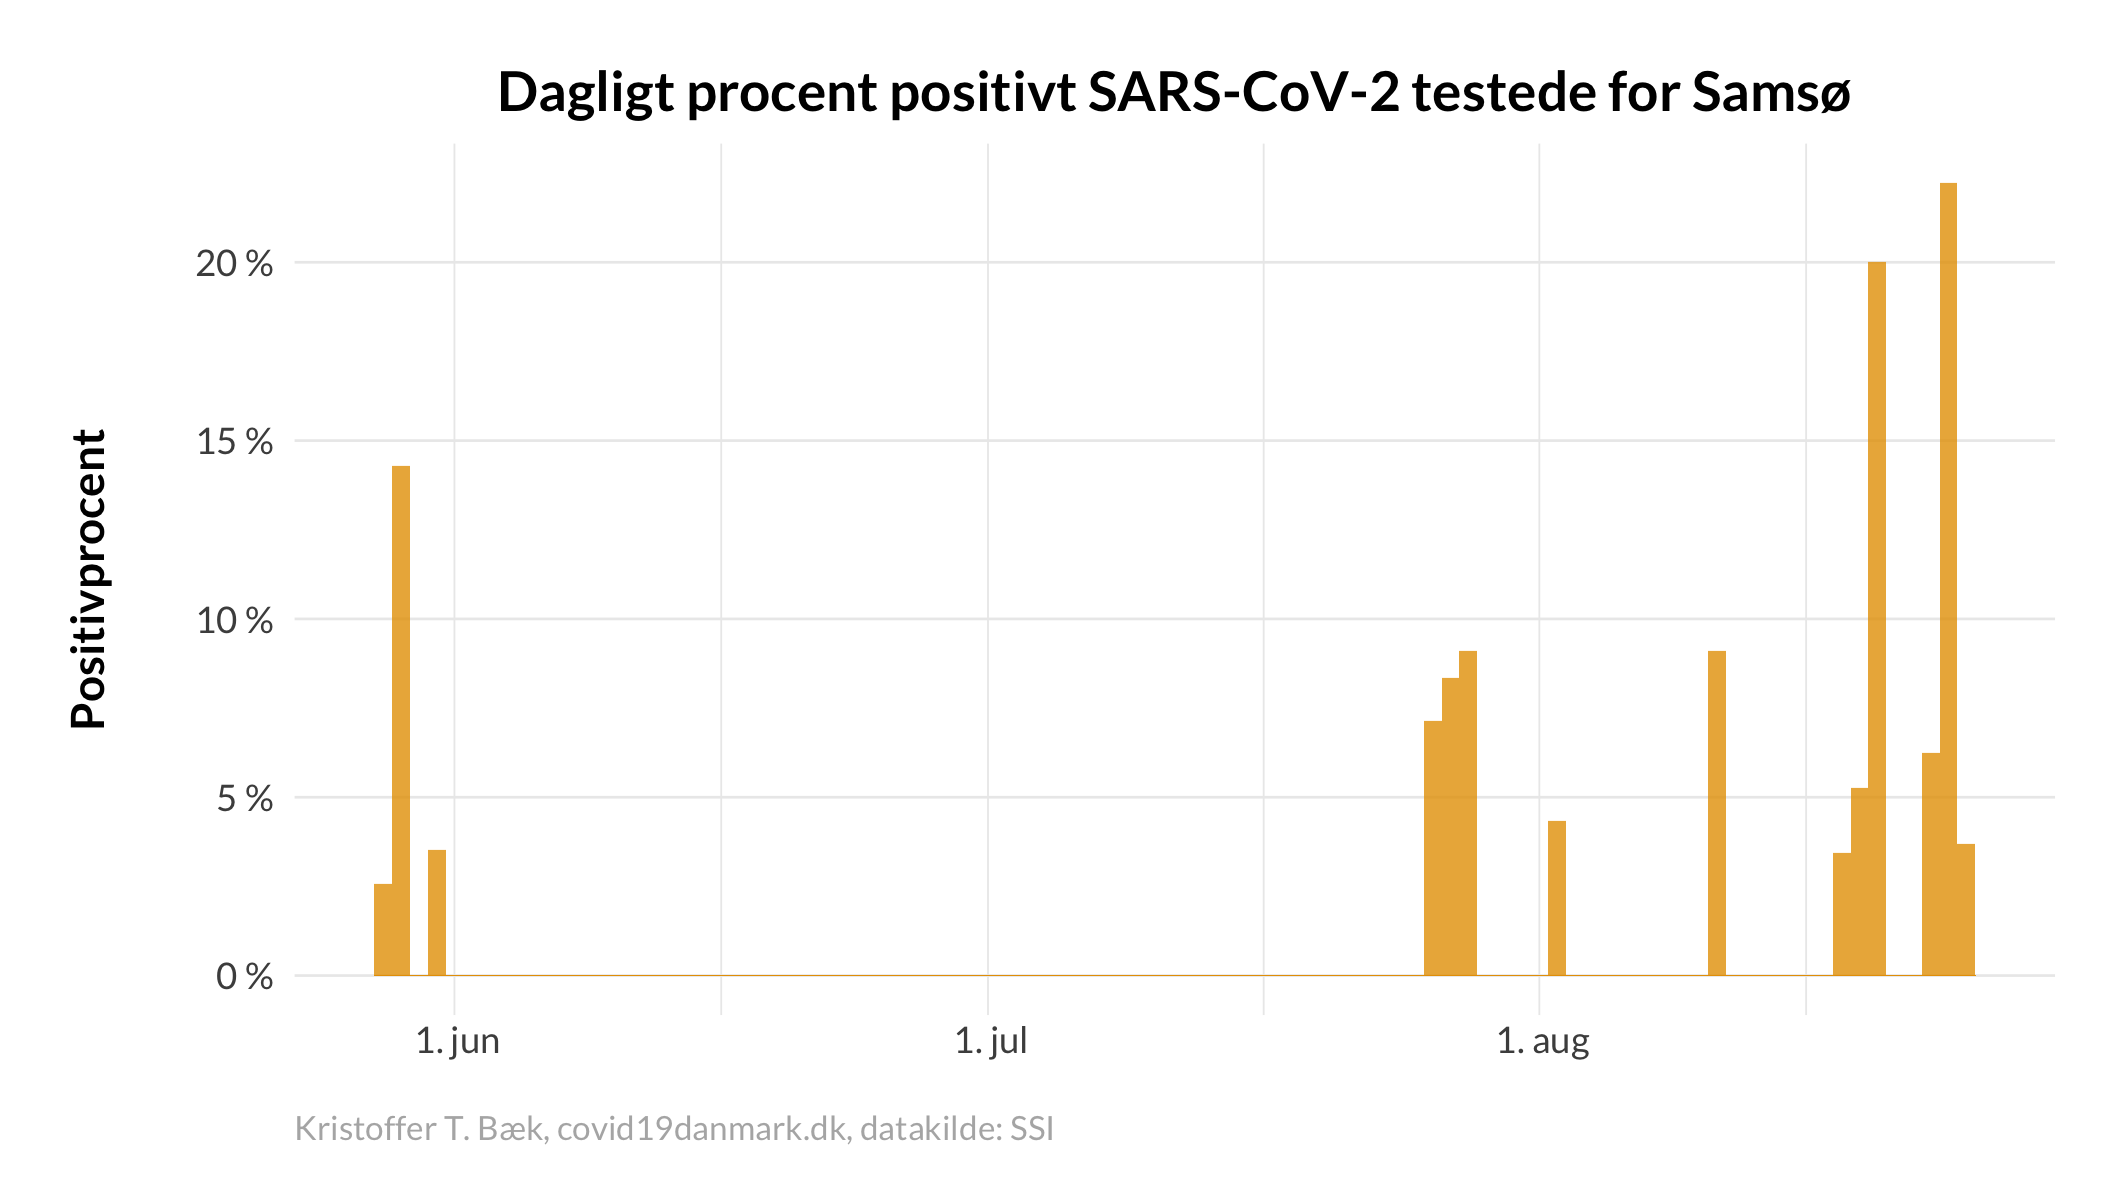 Dagligt procent positivt SARS-CoV-2 testede for Samsø
Positivprocent
20 %
15 %
10 %
5 %
0 %
1. jun
1. jul
1. aug
Kristoffer T. Bæk, covid19danmark.dk, datakilde: SSI